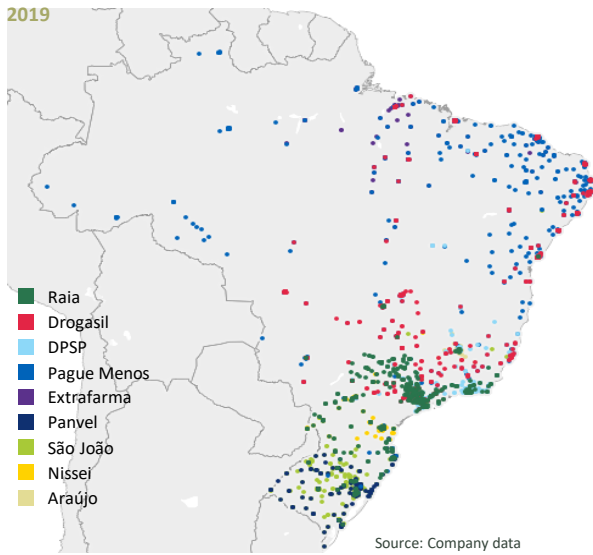 2019
Raia
Drogasil
DPSP
Pague Menos
Extrafarma
Panvel
São João
Nissei
Araújo
Source: Company data